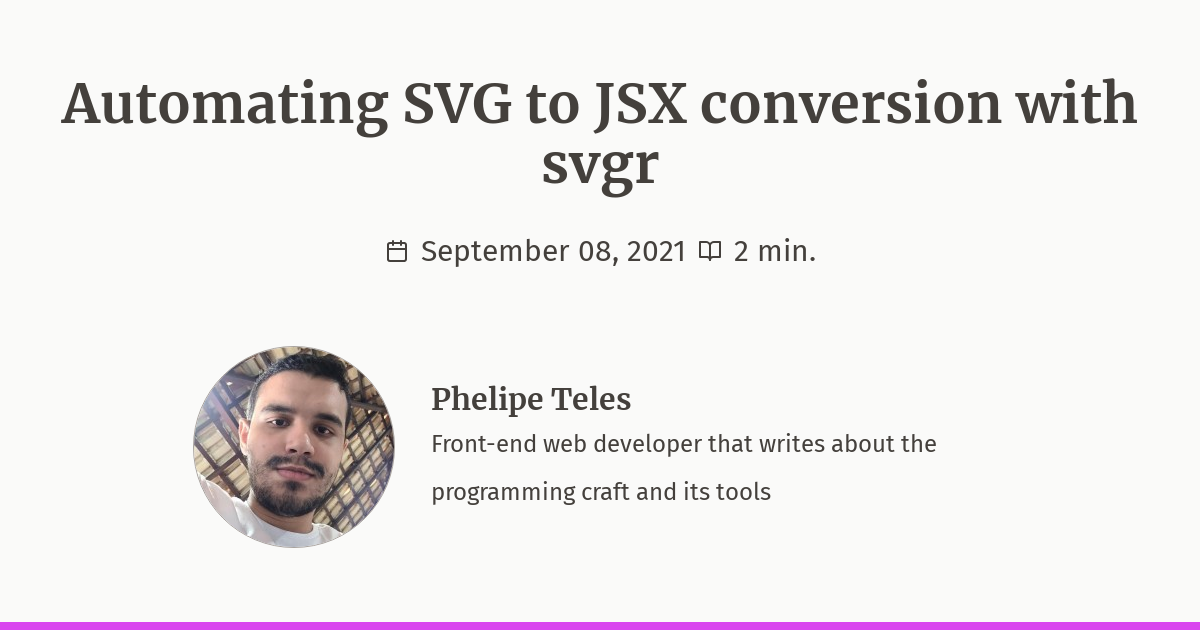 Automating SVG to JSX conversion with
svgr
September 08, 2021 2 min.
Phelipe Teles
Front-end web developer that writes about the
programming craft and its tools